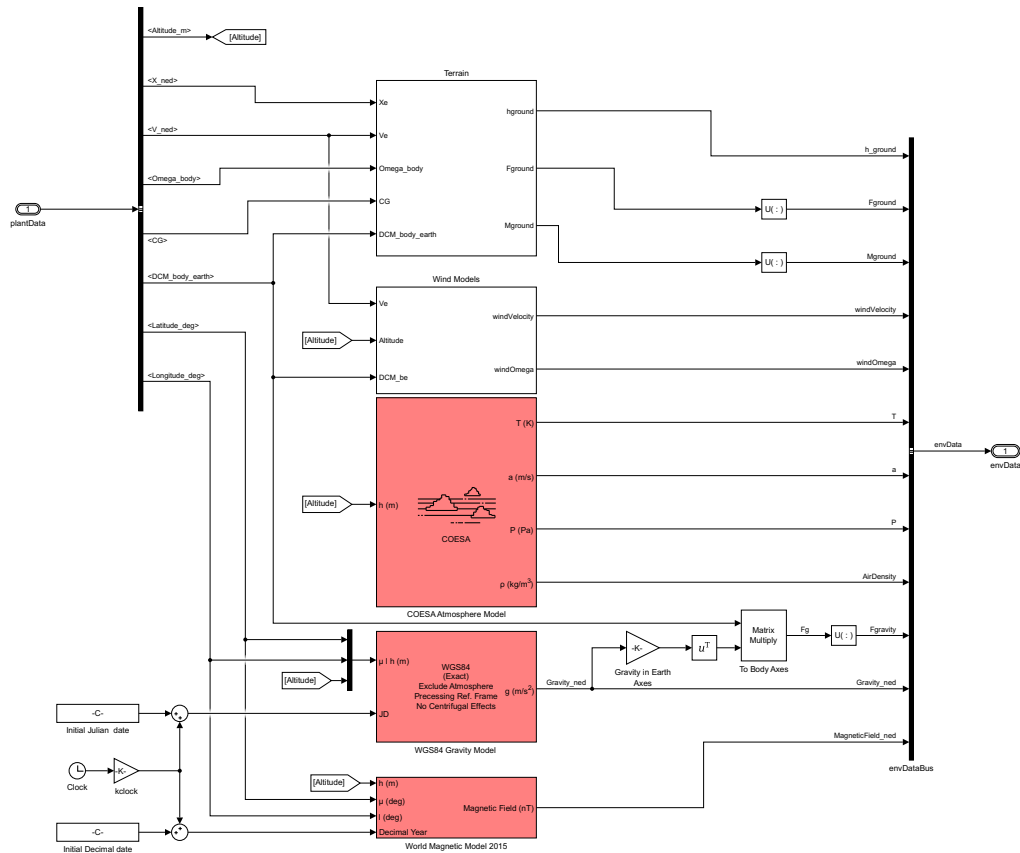 <Altitude_m>
[Altitude]
<X_ned>
<V_ned>
<Omega_body>
<CG>
<DCM_body_earth>
<Latitude_deg>
<Longitude_deg>
1
plantData
Terrain
Xe
Ve
Omega_body
CG
DCM_body_earth
hground
Fground
Mground
U( : )
U( : )
h_ground
Fground
Mground
Wind Models
Ve
[Altitude]
Altitude
DCM_be
windVelocity
windOmega
windVelocity
windOmega
[Altitude]
h (m)
COESA
T (K)
a (m/s)
P (Pa)
ρ (kg/m³)
COESA Atmosphere Model
T
a
P
AirDensity
envData
1
envData
[Altitude]
μ l h (m)
JD
WGS84
(Exact)
Exclude Atmosphere
Precessing Ref. Frame
No Centrifugal Effects
g (m/s²)
WGS84 Gravity Model
Gravity_ned
-K-
Gravity in Earth
Axes
uᵀ
Matrix
Multiply
To Body Axes
Fg
U( : )
Fgravity
Gravity_ned
MagneticField_ned
envDataBus
-C-
Initial Julian date
Clock
-K-
kclock
-C-
Initial Decimal date
[Altitude]
h (m)
μ (deg)
l (deg)
Decimal Year
Magnetic Field (nT)
World Magnetic Model 2015